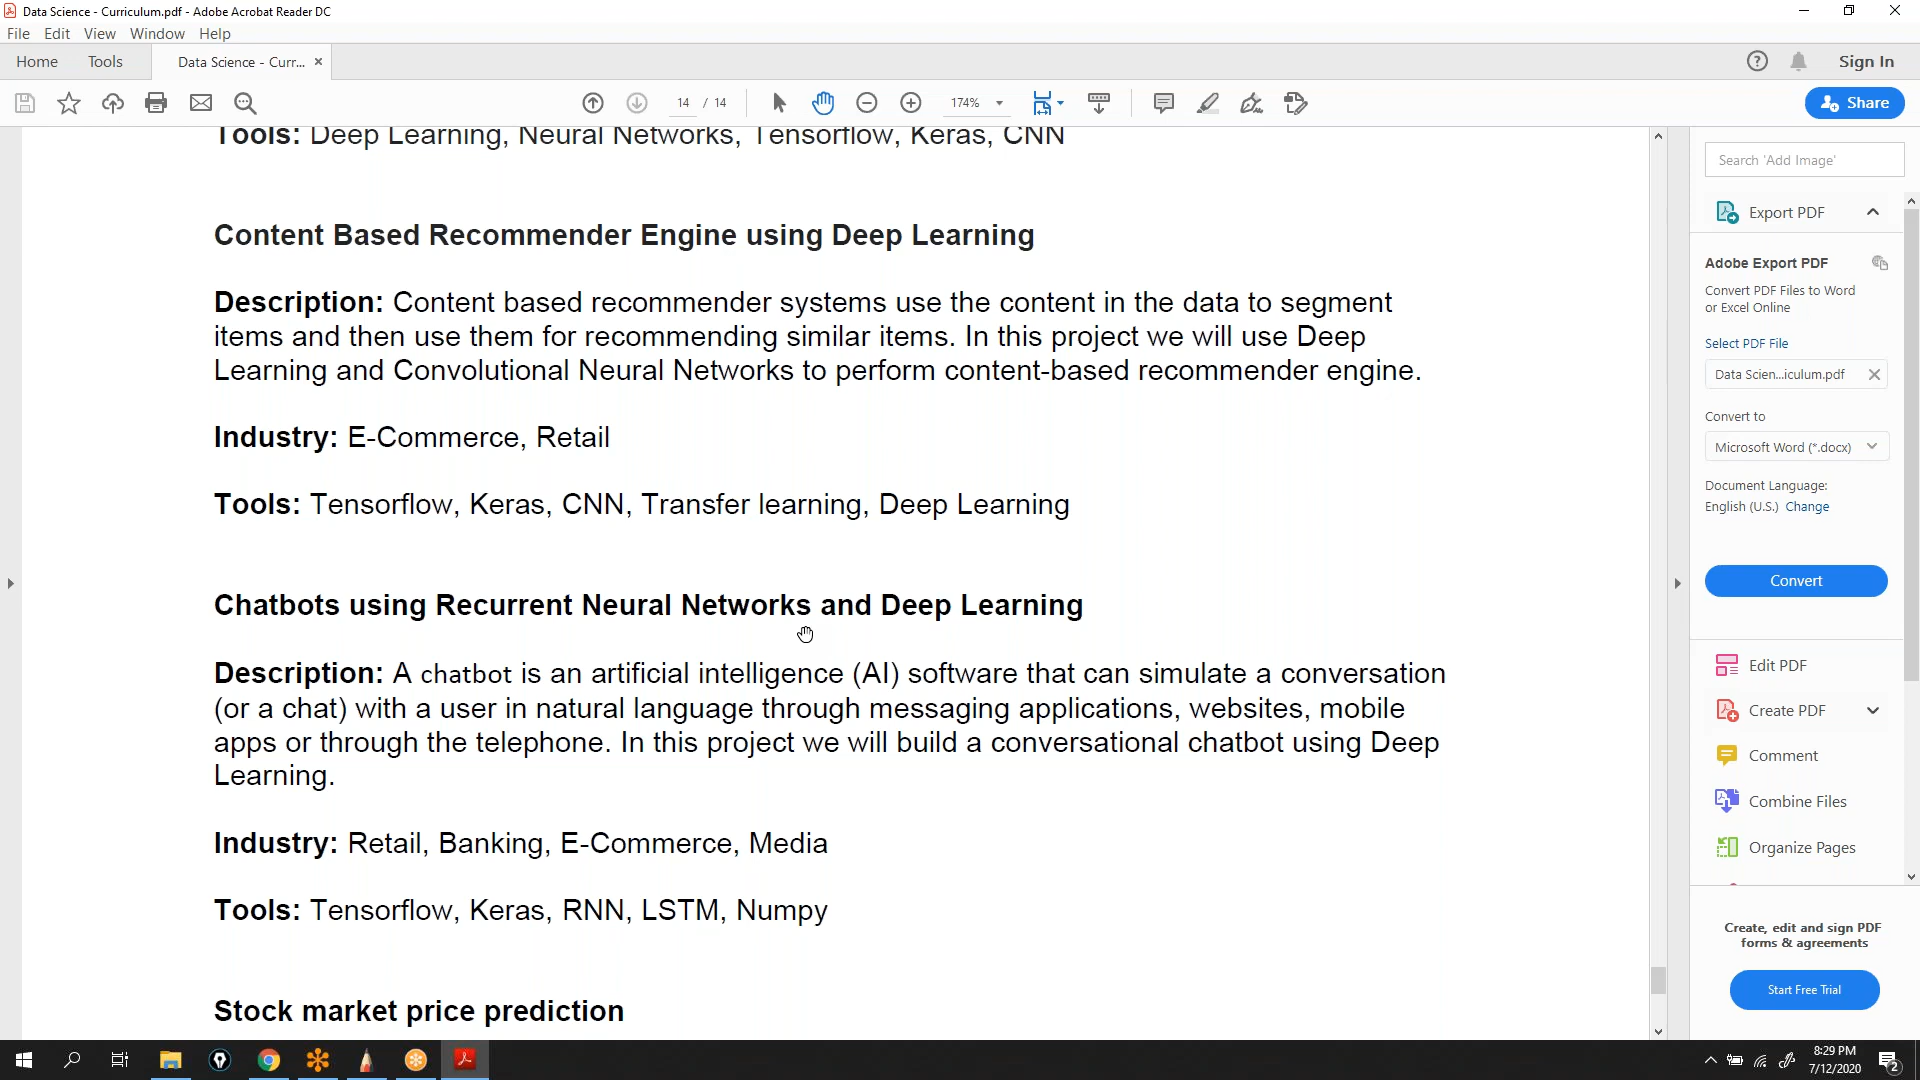 Data Science - Curriculum.pdf - Adobe Acrobat Reader DC
File Edit View Window Help
Home Tools Data Science - Curr... Sign In
14 / 14 174% Share
Tools: Deep Learning, Neural Networks, Tensorflow, Keras, CNN
Content Based Recommender Engine using Deep Learning
Description: Content based recommender systems use the content in the data to segment
items and then use them for recommending similar items. In this project we will use Deep
Learning and Convolutional Neural Networks to perform content-based recommender engine.
Industry: E-Commerce, Retail
Tools: Tensorflow, Keras, CNN, Transfer learning, Deep Learning
Chatbots using Recurrent Neural Networks and Deep Learning
Description: A chatbot is an artificial intelligence (AI) software that can simulate a conversation
(or a chat) with a user in natural language through messaging applications, websites, mobile
apps or through the telephone. In this project we will build a conversational chatbot using Deep
Learning.
Industry: Retail, Banking, E-Commerce, Media
Tools: Tensorflow, Keras, RNN, LSTM, Numpy
Stock market price prediction
Search 'Add Image'
Export PDF
Adobe Export PDF
Convert PDF Files to Word
or Excel Online
Select PDF File
Data Scien...iculum.pdf
Convert to
Microsoft Word (*.docx)
Document Language:
English (U.S.) Change
Convert
Edit PDF
Create PDF
Comment
Combine Files
Organize Pages
Create, edit and sign PDF
forms & agreements
Start Free Trial
8:29 PM
7/12/2020
2